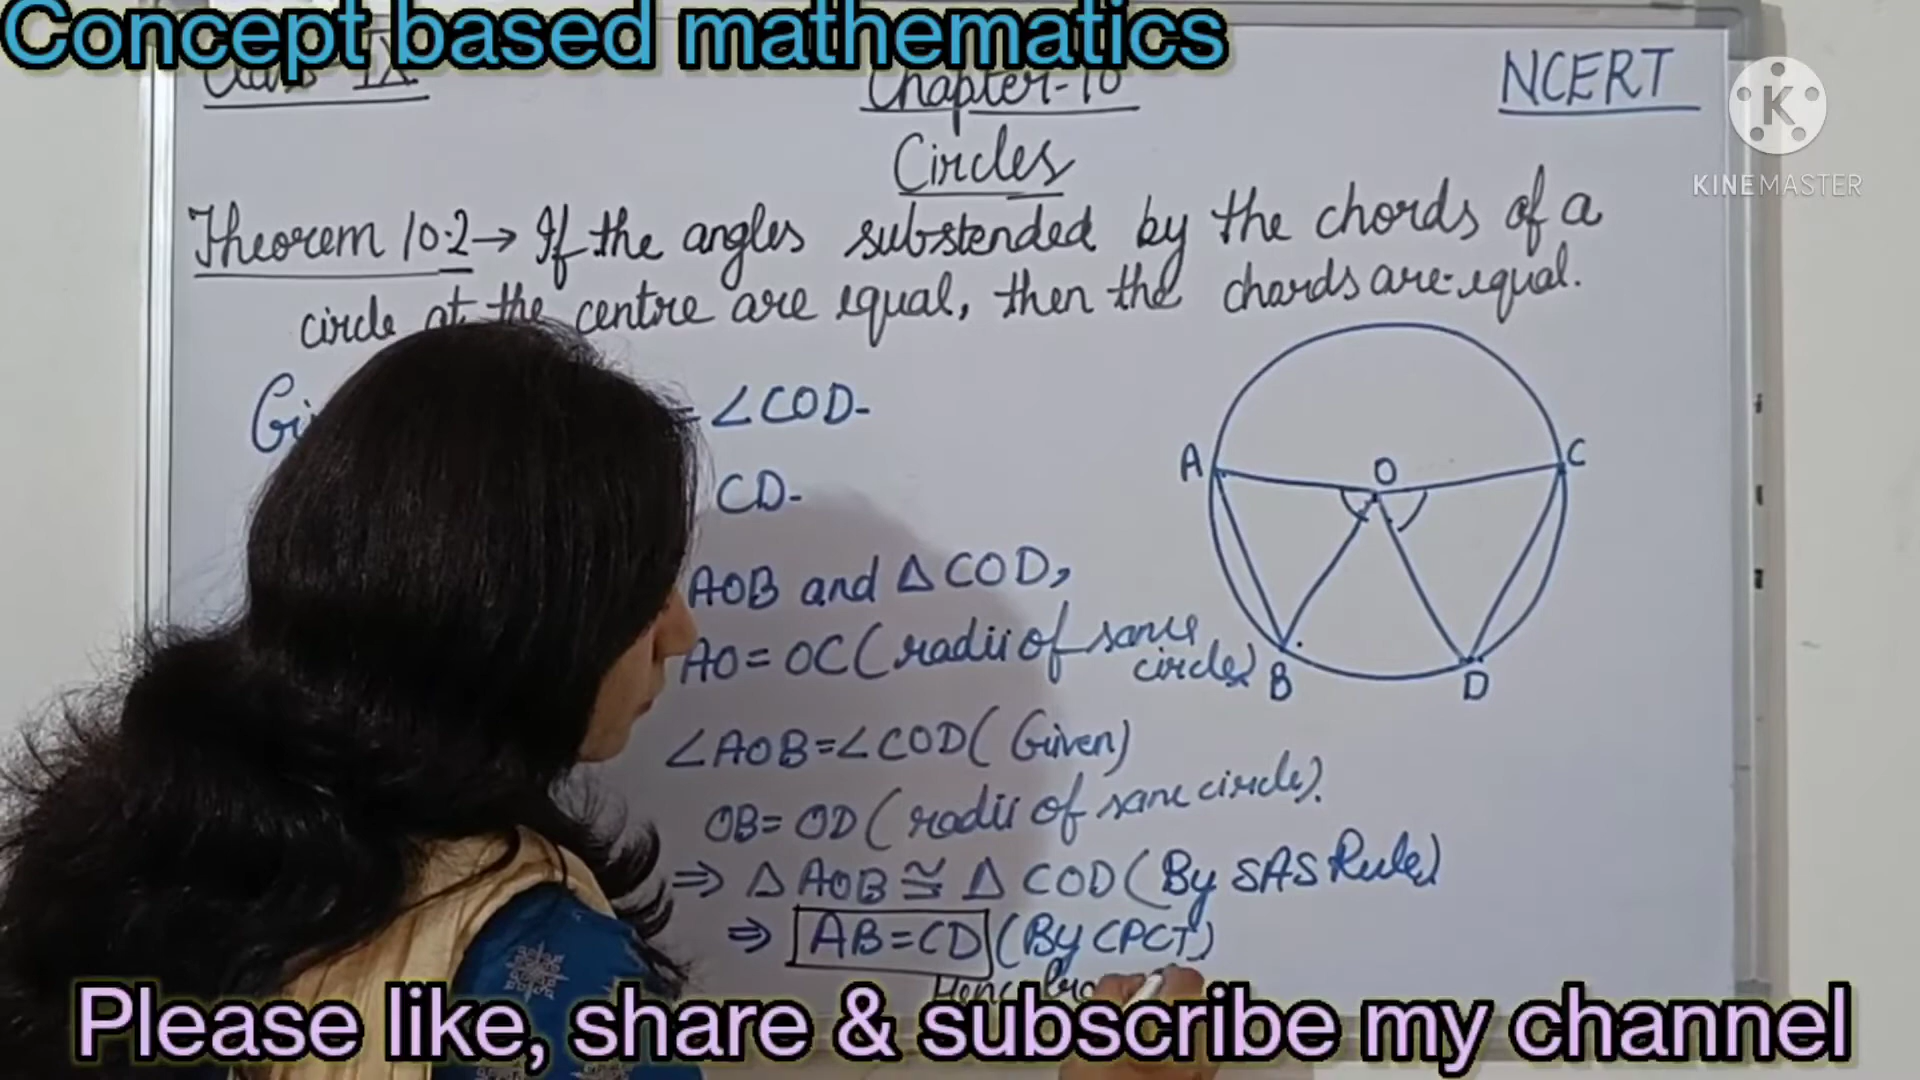 Concept based mathematics
Class IX
Chapter-10
NCERT
K
KINEMASTER
Circles
Theorem 10.2→ If the angles substended by the chords of a
circle at the centre are equal, then the chords are equal.
= ∠COD-
CD-
AOB and △COD,
AO = OC (radii of same
circle)
∠AOB=∠COD (Given)
OB= OD (radii of same circle).
⇒ △ AOB ≅ △ COD (By SAS Rule)
⇒ AB=CD (By CPCT)
A
O
C
B
D
Please like, share & subscribe my channel